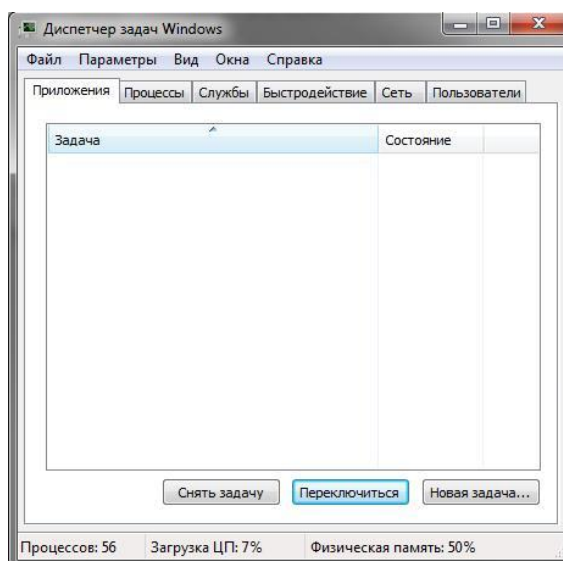 Диспетчер задач Windows
Файл Параметры Вид Окна Справка
Приложения Процессы Службы Быстродействие Сеть Пользователи
Задача Состояние
Снять задачу Переключиться Новая задача...
Процессов: 56 Загрузка ЦП: 7% Физическая память: 50%